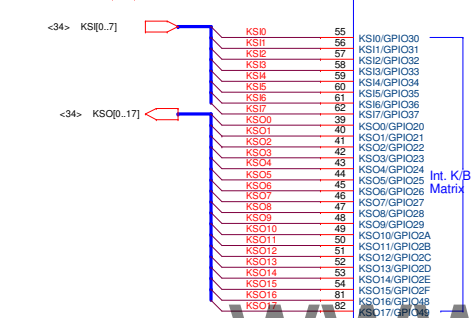 <34> KSI[0..7]
KSI0 55 KSI0/GPIO30
KSI1 56 KSI1/GPIO31
KSI2 57 KSI2/GPIO32
KSI3 58 KSI3/GPIO33
KSI4 59 KSI4/GPIO34
KSI5 60 KSI5/GPIO35
KSI6 61 KSI6/GPIO36
KSI7 62 KSI7/GPIO37
<34> KSO[0..17]
KSO0 39 KSO0/GPIO20
KSO1 40 KSO1/GPIO21
KSO2 41 KSO2/GPIO22
KSO3 42 KSO3/GPIO23
KSO4 43 KSO4/GPIO24
KSO5 44 KSO5/GPIO25 Int. K/B
KSO6 45 KSO6/GPIO26 Matrix
KSO7 46 KSO7/GPIO27
KSO8 47 KSO8/GPIO28
KSO9 48 KSO9/GPIO29
KSO10 49 KSO10/GPIO2A
KSO11 50 KSO11/GPIO2B
KSO12 51 KSO12/GPIO2C
KSO13 52 KSO13/GPIO2D
KSO14 53 KSO14/GPIO2E
KSO15 54 KSO15/GPIO2F
KSO16 81 KSO16/GPIO48
KSO17 82 KSO17/GPIO49